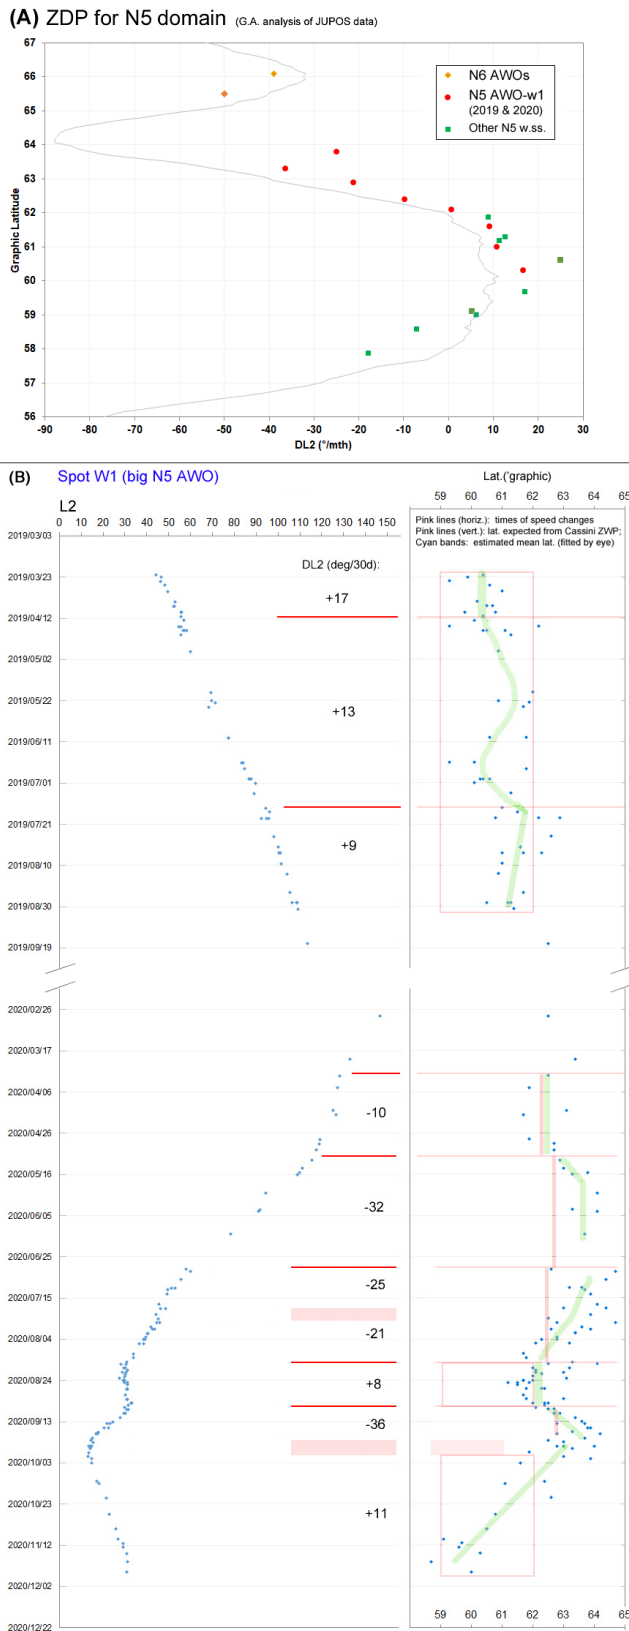 (A) ZDP for N5 domain (G.A. analysis of JUPOS data)
67
66
65
64
63
62
61
60
59
58
57
56
Graphic Latitude
N6 AWOs
N5 AWO-w1
(2019 & 2020)
Other N5 w.ss.
-90 -80 -70 -60 -50 -40 -30 -20 -10 0 10 20 30
DL2 (°/mth)
(B) Spot W1 (big N5 AWO)
Lat.('graphic)
L2
0 10 20 30 40 50 60 70 80 90 100 110 120 130 140 150
59 60 61 62 63 64 65
Pink lines (horiz.): times of speed changes
Pink lines (vert.): lat. expected from Cassini ZWP;
Cyan bands: estimated mean lat. (fitted by eye)
2019/03/03
DL2 (deg/30d):
2019/03/23
+17
2019/04/12
2019/05/02
2019/05/22
+13
2019/06/11
2019/07/01
2019/07/21
+9
2019/08/10
2019/08/30
2019/09/19
2020/02/26
2020/03/17
2020/04/06
-10
2020/04/26
2020/05/16
-32
2020/06/05
2020/06/25
-25
2020/07/15
-21
2020/08/04
+8
2020/08/24
2020/09/13
-36
2020/10/03
2020/10/23
+11
2020/11/12
2020/12/02
2020/12/22
59 60 61 62 63 64 65